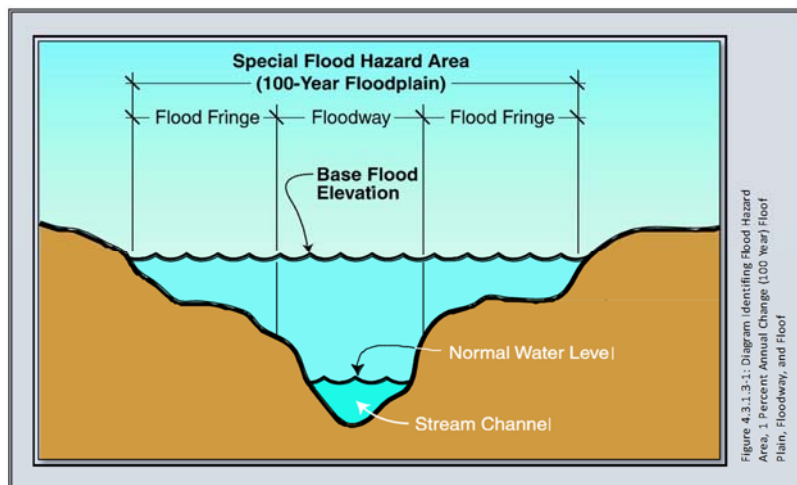 Special Flood Hazard Area
(100-Year Floodplain)
Flood Fringe
Floodway
Flood Fringe
Base Flood
Elevation
Normal Water Level
Stream Channel
Figure 4.3.1.3-1: Diagram Identifing Flood Hazard
Area, 1 Percent Annual Change (100 Year) Floof
Plain, Floodway, and Floof